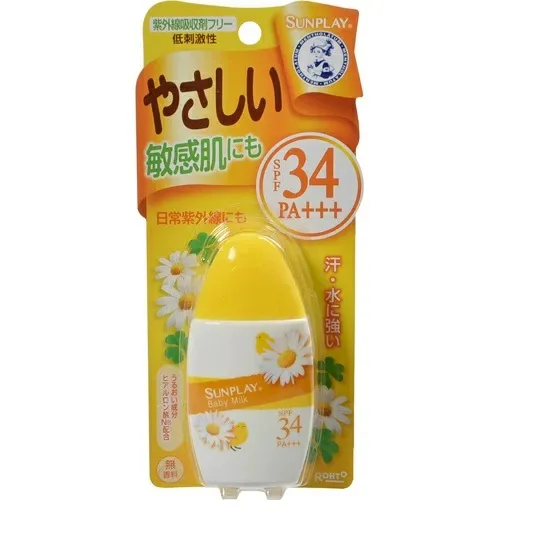 紫外線吸収剤フリー
低刺激性
SUNPLAY®
やさしい
敏感肌にも
SPF
34
PA+++
日常紫外線にも
汗・水に強い
うるおい成分
ヒアルロン酸Na
配合
無
香料
SUNPLAY®
Baby Milk
SPF
34
PA+++
ROHTO